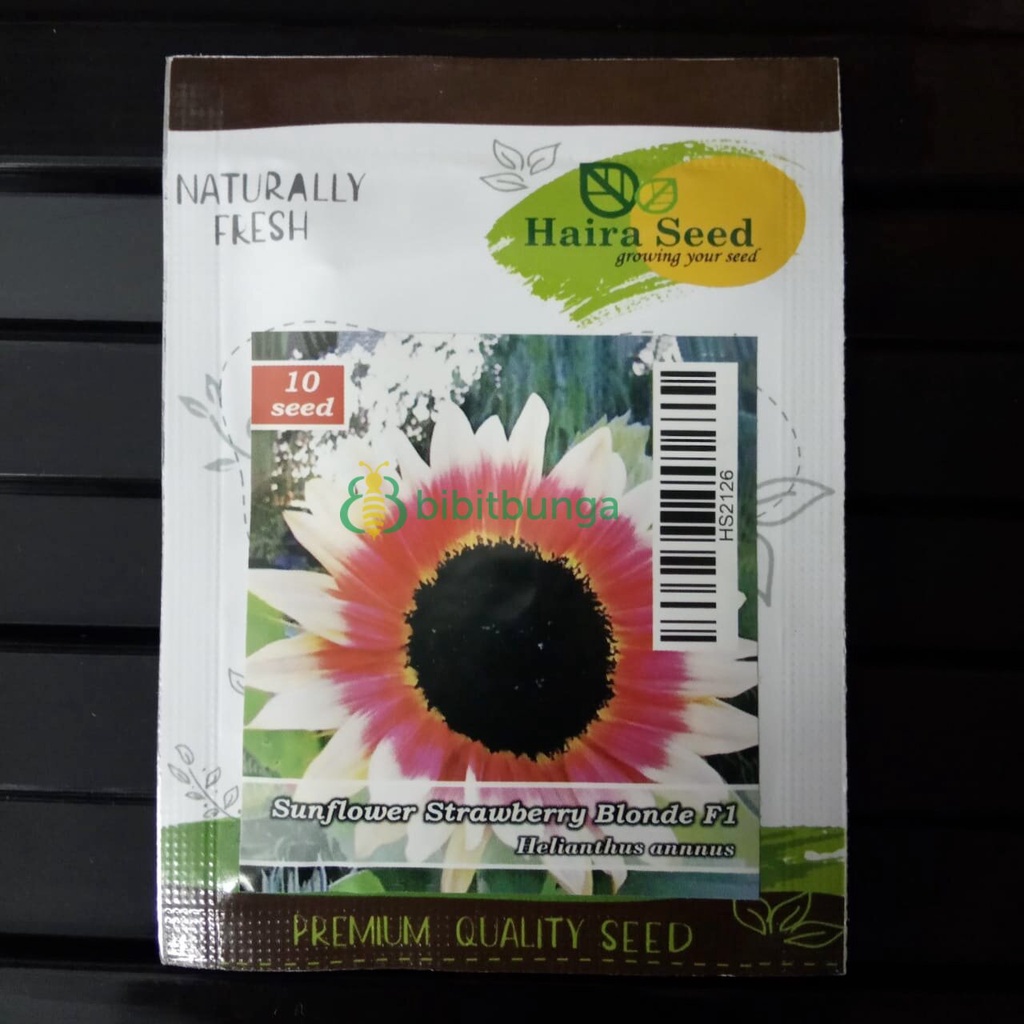 NATURALLY
FRESH
Haira Seed
growing your seed
10
seed
HS2126
bibitbunga
Sunflower Strawberry Blonde F1
Helianthus annnus
PREMIUM QUALITY SEED